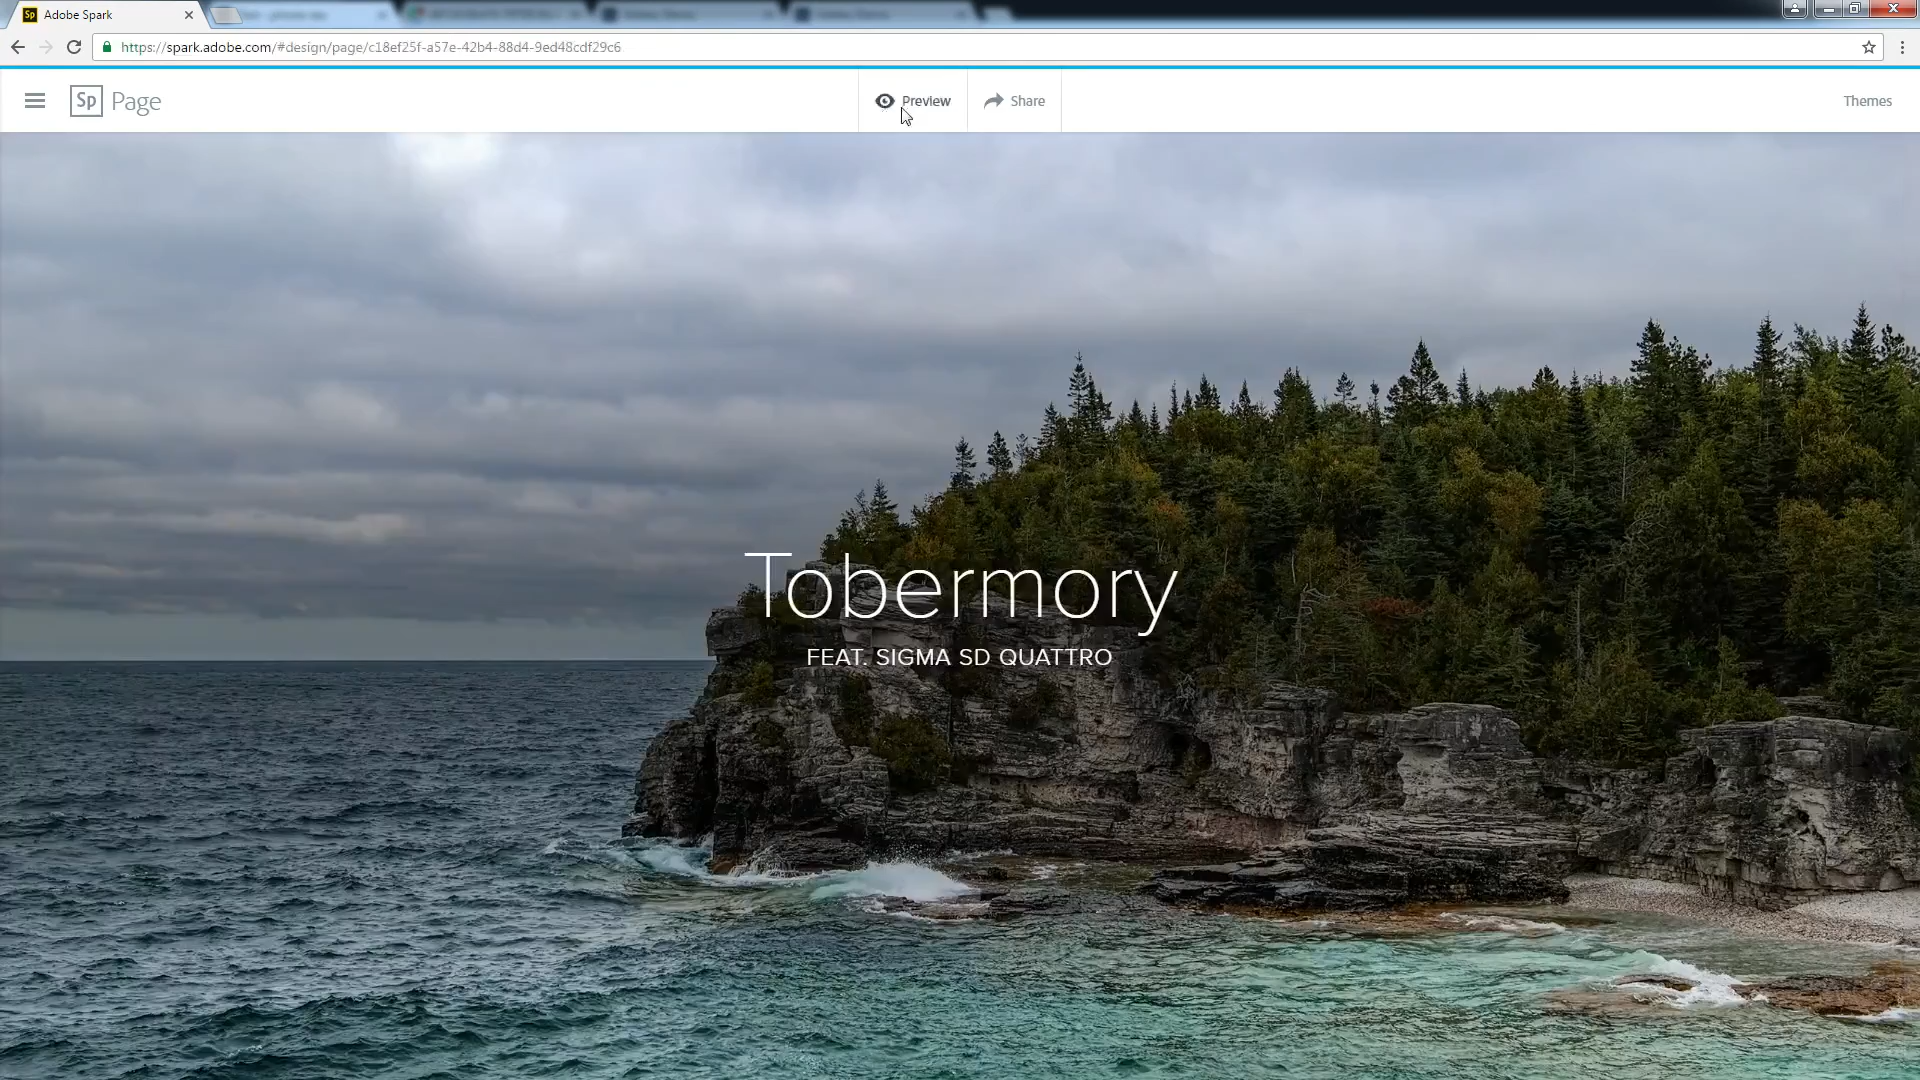 Sp Adobe Spark
https://spark.adobe.com/#design/page/c18ef25f-a57e-42b4-88d4-9ed48cdf29c6
Sp Page
Preview
Share
Themes
Tobermory
FEAT. SIGMA SD QUATTRO